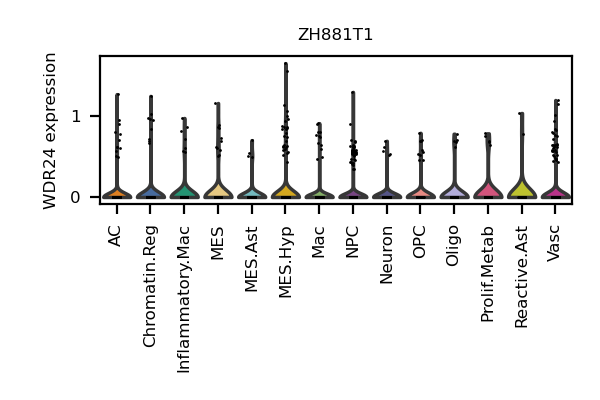 ZH881T1
WDR24 expression
1
0
AC
Chromatin.Reg
Inflammatory.Mac
MES
MES.Ast
MES.Hyp
Mac
NPC
Neuron
OPC
Oligo
Prolif.Metab
Reactive.Ast
Vasc